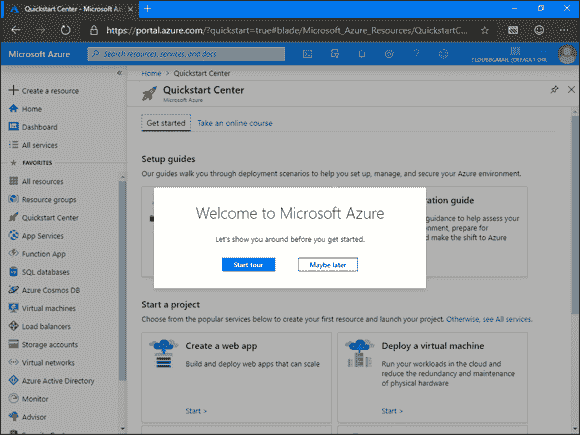 Quickstart Center - Microsoft Az
https://portal.azure.com/?quickstart=true#blade/Microsoft_Azure_Resources/QuickstartC...
Microsoft Azure
Search resources, services, and docs
Create a resource
Home
Dashboard
All services
FAVORITES
All resources
Resource groups
Quickstart Center
App Services
Function App
SQL databases
Azure Cosmos DB
Virtual machines
Load balancers
Storage accounts
Virtual networks
Azure Active Directory
Monitor
Advisor
Home > Quickstart Center
Quickstart Center
Microsoft Azure
Get started
Take an online course
Setup guides
Our guides walk you through deployment scenarios to help you set up, manage, and secure your Azure environment.
ration guide
guidance to help assess your
onment, prepare for
nd make the shift to Azure
Welcome to Microsoft Azure
Let's show you around before you get started.
Start tour
Maybe later
Start a project
Choose from the popular services below to create your first resource and launch your project. Otherwise, see All services.
Create a web app
Build and deploy web apps that can scale
Start >
Deploy a virtual machine
Run your workloads in the cloud and
reduce the redundancy and maintenance
of physical hardware
Start >